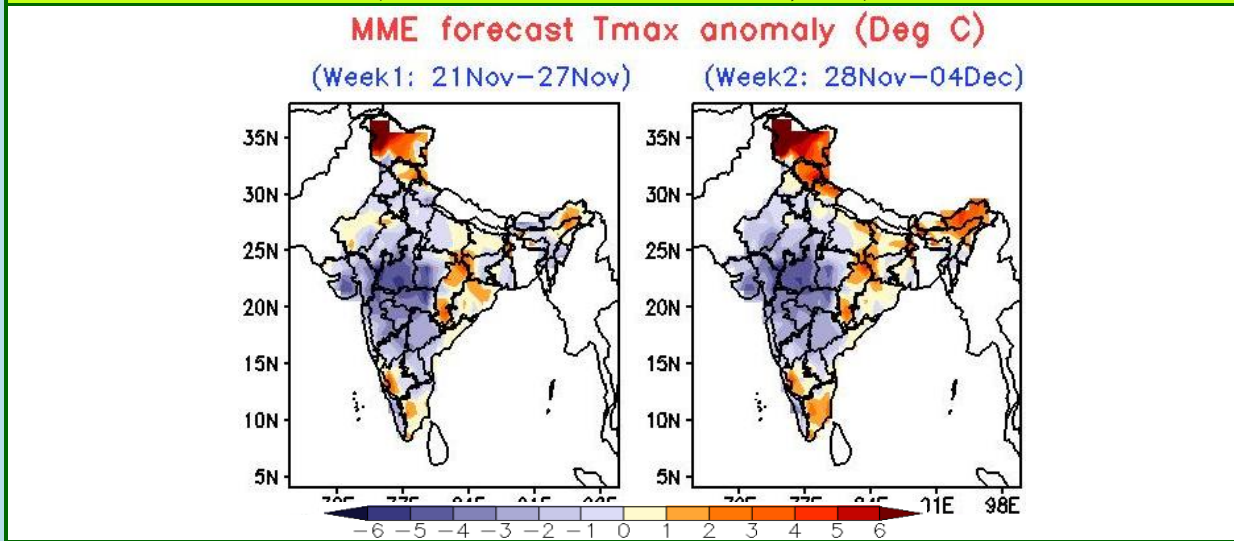 MME forecast Tmax anomaly (Deg C)
(Week1: 21Nov-27Nov) (Week2: 28Nov-04Dec)
35N 35N
30N 30N
25N 25N
20N 20N
15N 15N
10N 10N
5N 5N
98E
-6 -5 -4 -3 -2 -1 0 1 2 3 4 5 6